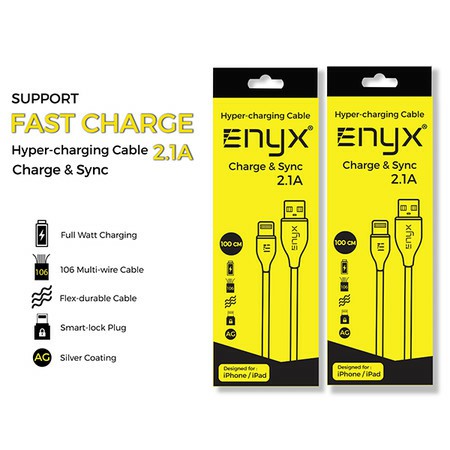 SUPPORT
FAST CHARGE
Hyper-charging Cable 2.1A
Charge & Sync
Full Watt Charging
106
106 Multi-wire Cable
Flex-durable Cable
Smart-lock Plug
AG
Silver Coating
Hyper-charging Cable
Enyx®
Charge & Sync
2.1A
100 CM
Enyx
106
AG
Designed for :
iPhone / iPad
Hyper-charging Cable
Enyx®
Charge & Sync
2.1A
100 CM
Enyx
106
AG
Designed for :
iPhone / iPad